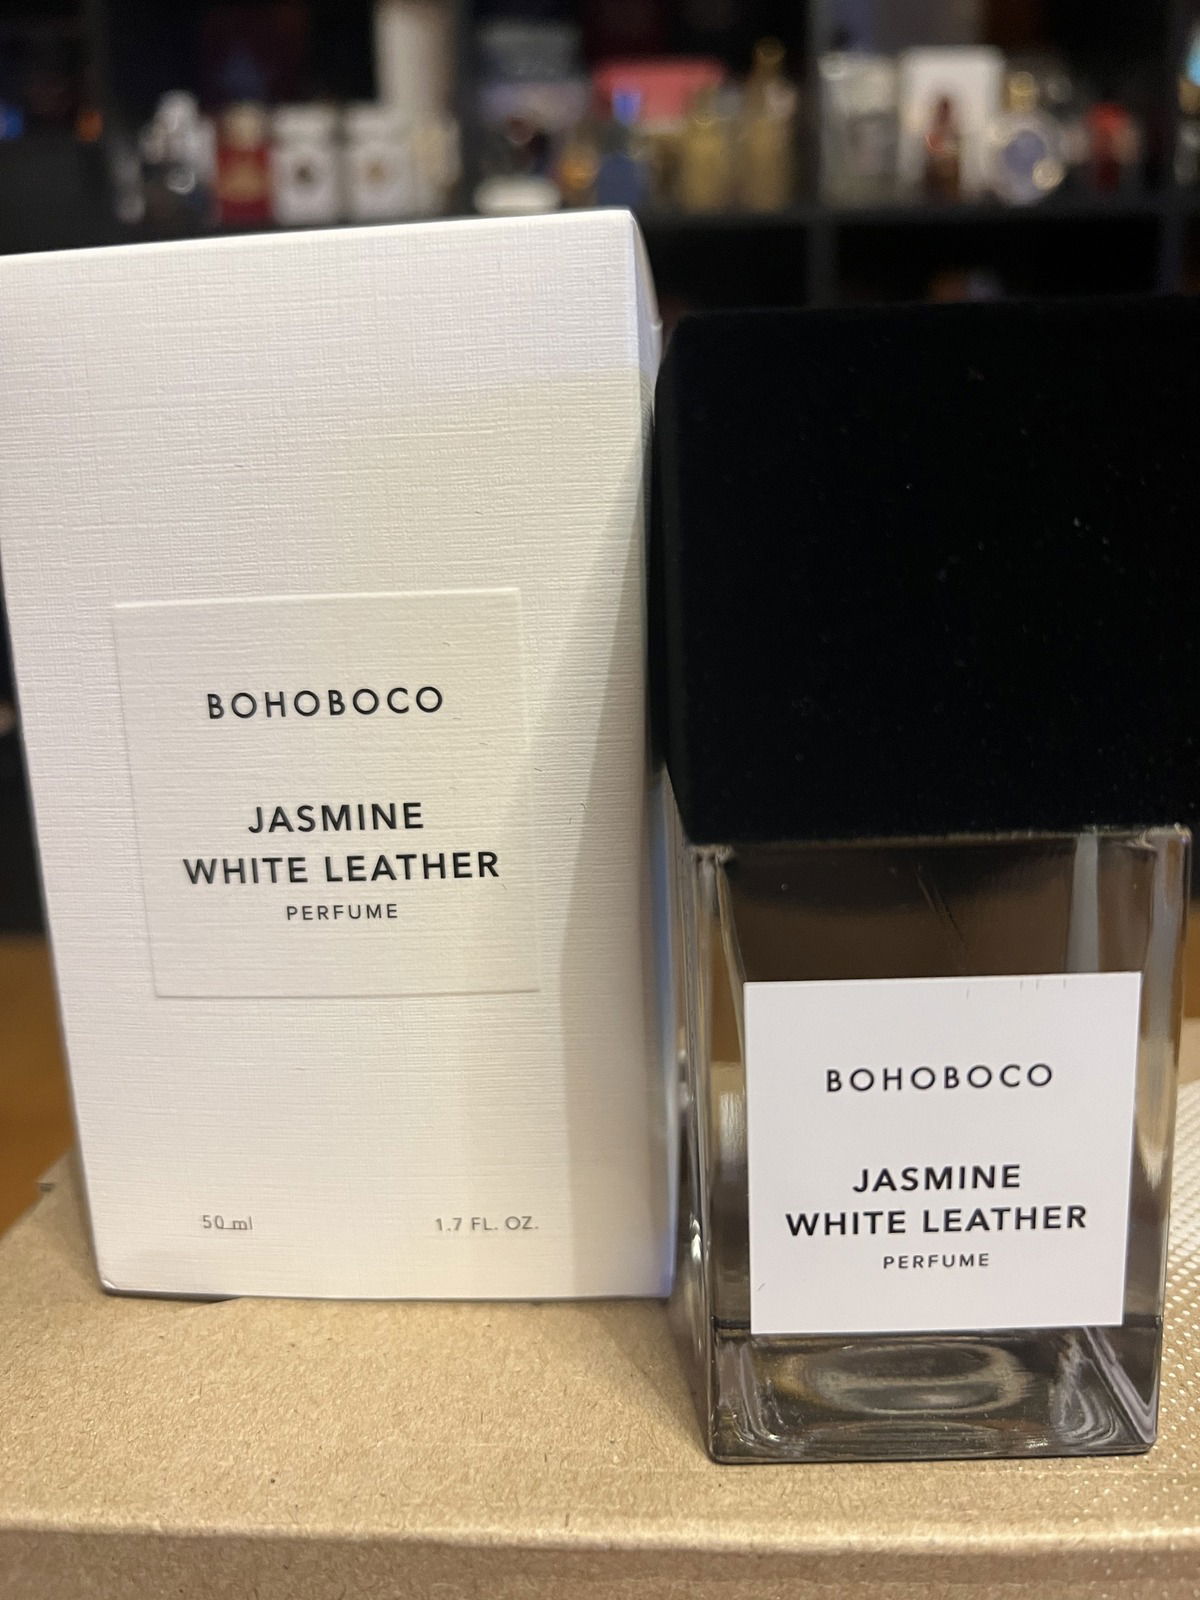 BOHOBOCO
JASMINE
WHITE LEATHER
PERFUME
50 ml
1.7 FL. OZ.
BOHOBOCO
JASMINE
WHITE LEATHER
PERFUME